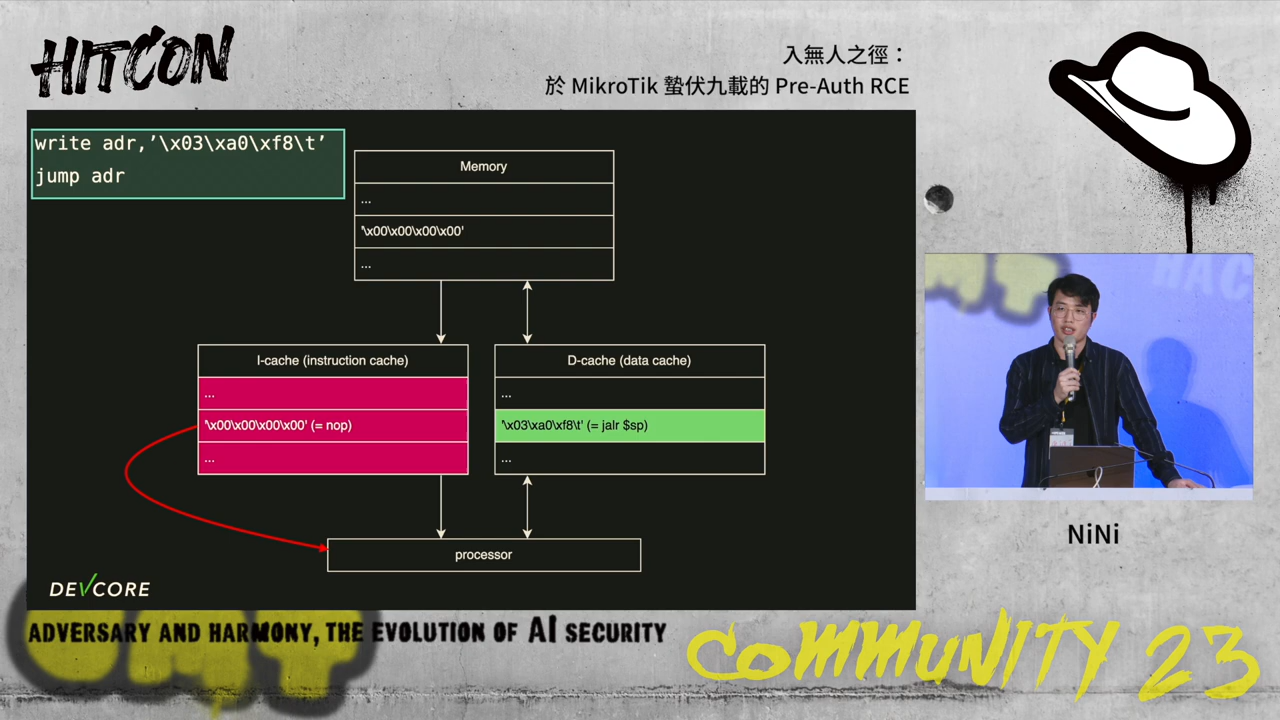 HITCON
入無人之徑：
於 MikroTik 蟄伏九載的 Pre-Auth RCE
write adr,’\x03\xa0\xf8\t’
jump adr
Memory
...
'\x00\x00\x00\x00'
...
I-cache (instruction cache)
...
'\x00\x00\x00\x00' (= nop)
...
D-cache (data cache)
...
'\x03\xa0\xf8\t' (= jalr $sp)
...
processor
DEVCORE
HAC
NiNi
ADVERSARY AND HARMONY, THE EVOLUTION OF AI SECURITY
COMMUNITY 23